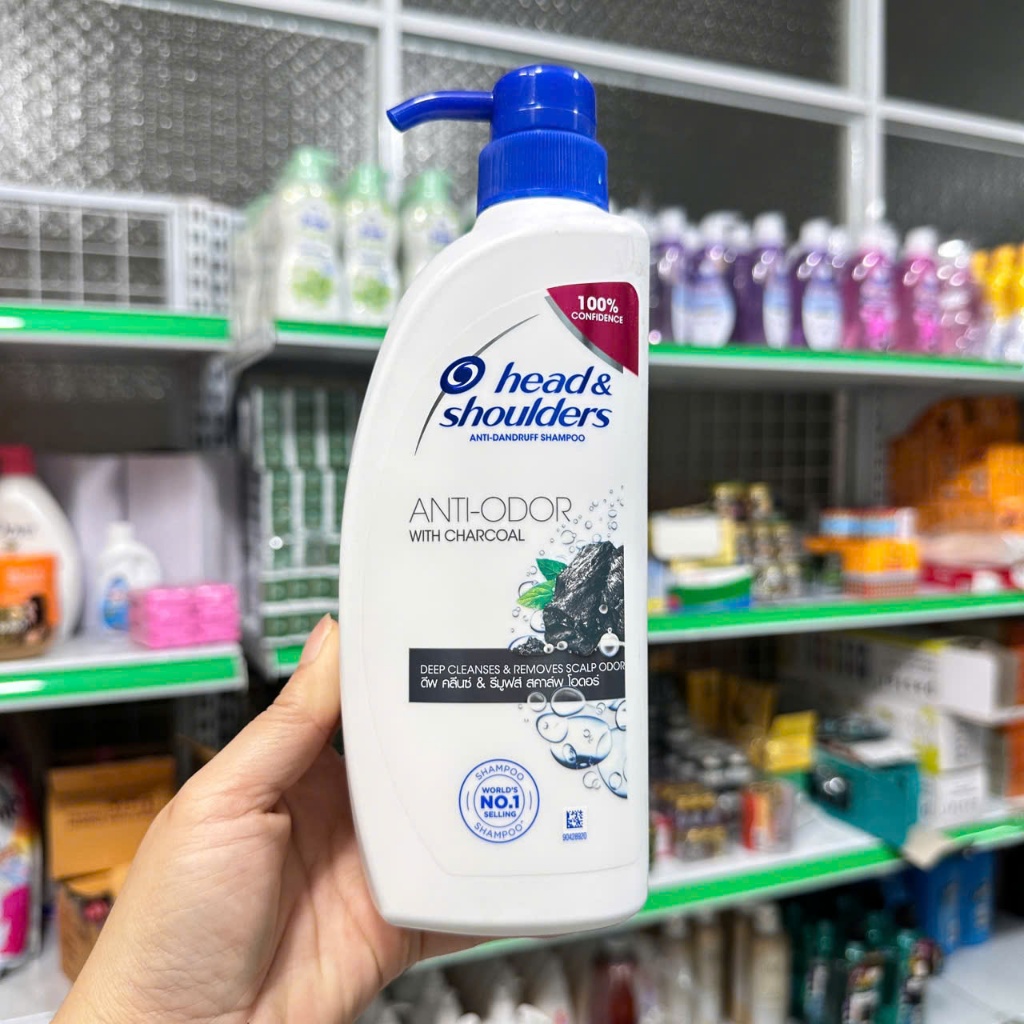 100%
CONFIDENCE
head &
shoulders
ANTI-DANDRUFF SHAMPOO
ANTI-ODOR
WITH CHARCOAL
DEEP CLEANSES & REMOVES SCALP ODOR
ดีพ คลีนซ์ & รีมูฟส์ สคาล์พ โอดอร์
SHAMPOO
WORLD'S
NO.1
SELLING
SHAMPOO*